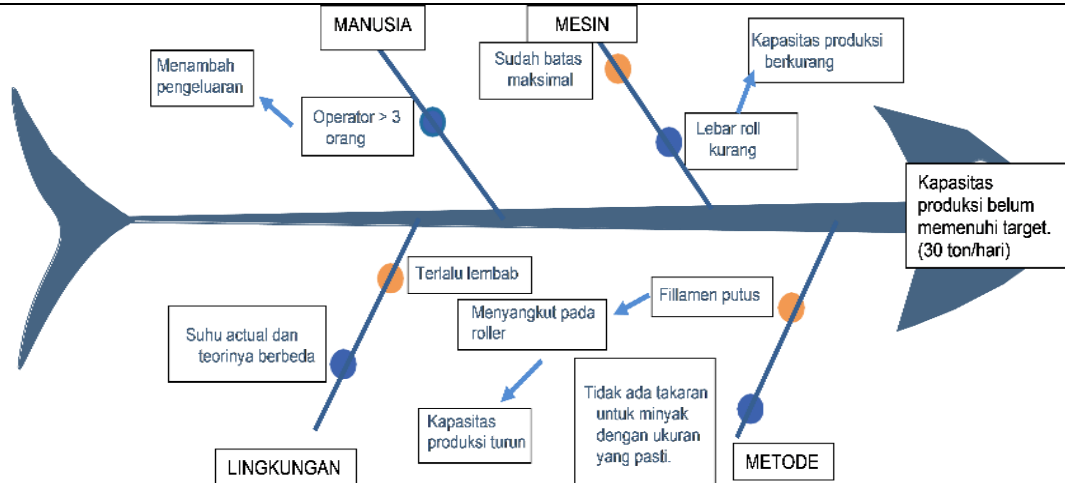 MANUSIA
MESIN
Menambah
pengeluaran
Operator > 3
orang
Sudah batas
maksimal
Kapasitas produksi
berkurang
Lebar roll
kurang
Kapasitas
produksi belum
memenuhi target.
(30 ton/hari)
Terlalu lembab
Suhu actual dan
teorinya berbeda
Fillamen putus
Menyangkut pada
roller
Kapasitas
produksi turun
Tidak ada takaran
untuk minyak
dengan ukuran
yang pasti.
LINGKUNGAN
METODE